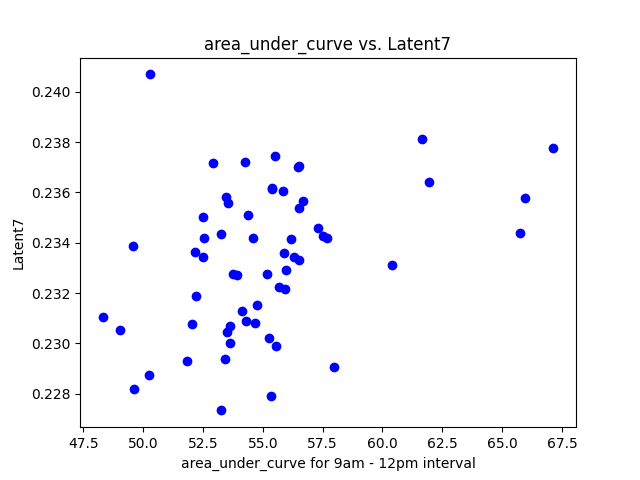 area_under_curve vs. Latent7
0.240
0.238
0.236
0.234
0.232
0.230
0.228
Latent7
47.5 50.0 52.5 55.0 57.5 60.0 62.5 65.0 67.5
area_under_curve for 9am - 12pm interval